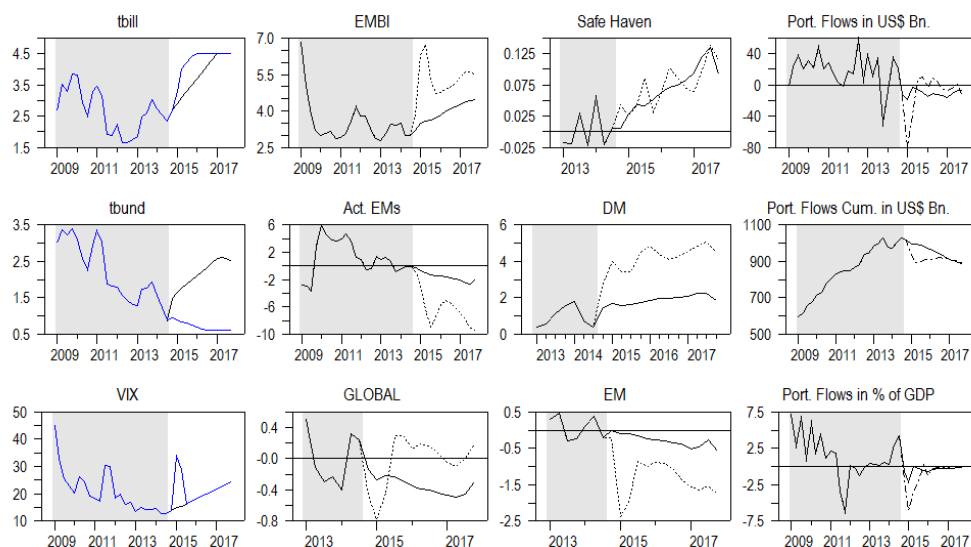 tbill EMBI Safe Haven Port. Flows in US$ Bn.
4.5 7.0 0.125 40
3.5 5.5 0.075 0
2.5 4.0 0.025 -40
1.5 2.5 -0.025 -80
2009 2011 2013 2015 2017 2009 2011 2013 2015 2017 2013 2015 2017 2009 2011 2013 2015 2017
tbund Act. EMs DM Port. Flows Cum. in US$ Bn.
3.5 6 6 1100
2.5 2 4 900
-2
1.5 -6 2 700
0.5 -10 0 500
2009 2011 2013 2015 2017 2009 2011 2013 2015 2017 2013 2014 2015 2016 2017 2009 2011 2013 2015 2017
VIX GLOBAL EM Port. Flows in % of GDP
50 0.4 0.5 7.5
40 -0.0 -0.5 2.5
30
20 -0.4 -1.5 -2.5
10 -0.8 -2.5 -7.5
2009 2011 2013 2015 2017 2013 2015 2017 2013 2015 2017 2009 2011 2013 2015 2017